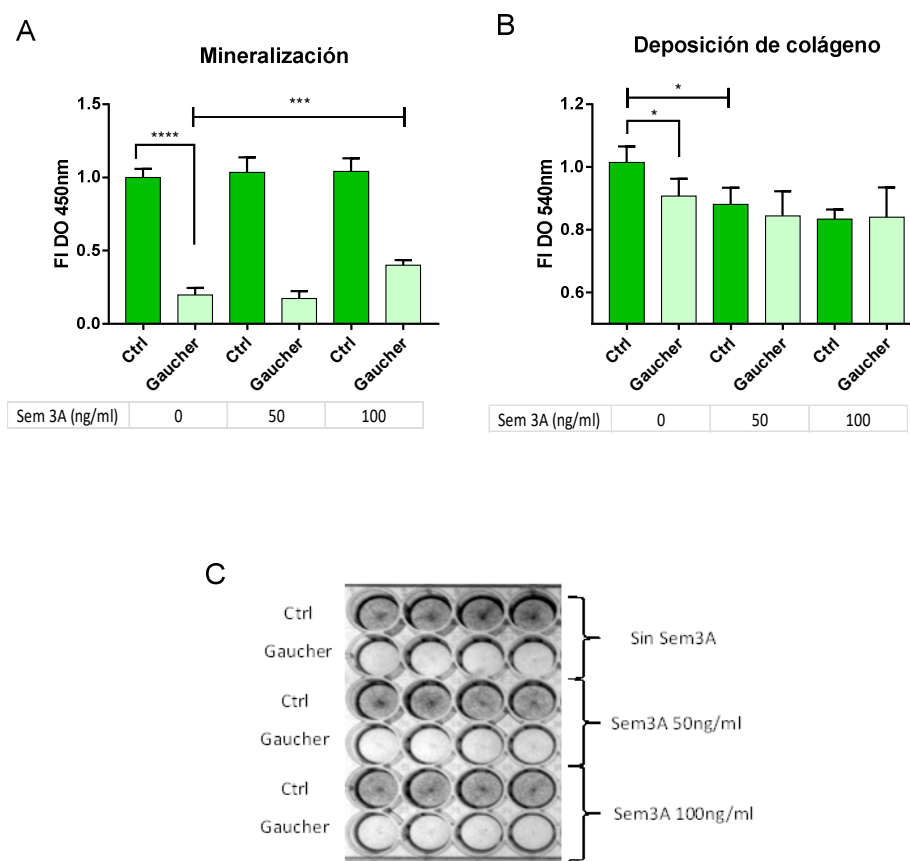 A
Mineralización
FI DO 450nm
1.5
1.0
0.5
0.0
****
***
Ctrl
Gaucher
Ctrl
Gaucher
Ctrl
Gaucher
Sem 3A (ng/ml) 0 50 100
B
Deposición de colágeno
FI DO 540nm
1.2
1.0
0.8
0.6
*
*
Ctrl
Gaucher
Ctrl
Gaucher
Ctrl
Gaucher
Sem 3A (ng/ml) 0 50 100
C
Ctrl
Gaucher
Sin Sem3A
Ctrl
Gaucher
Sem3A 50ng/ml
Ctrl
Gaucher
Sem3A 100ng/ml